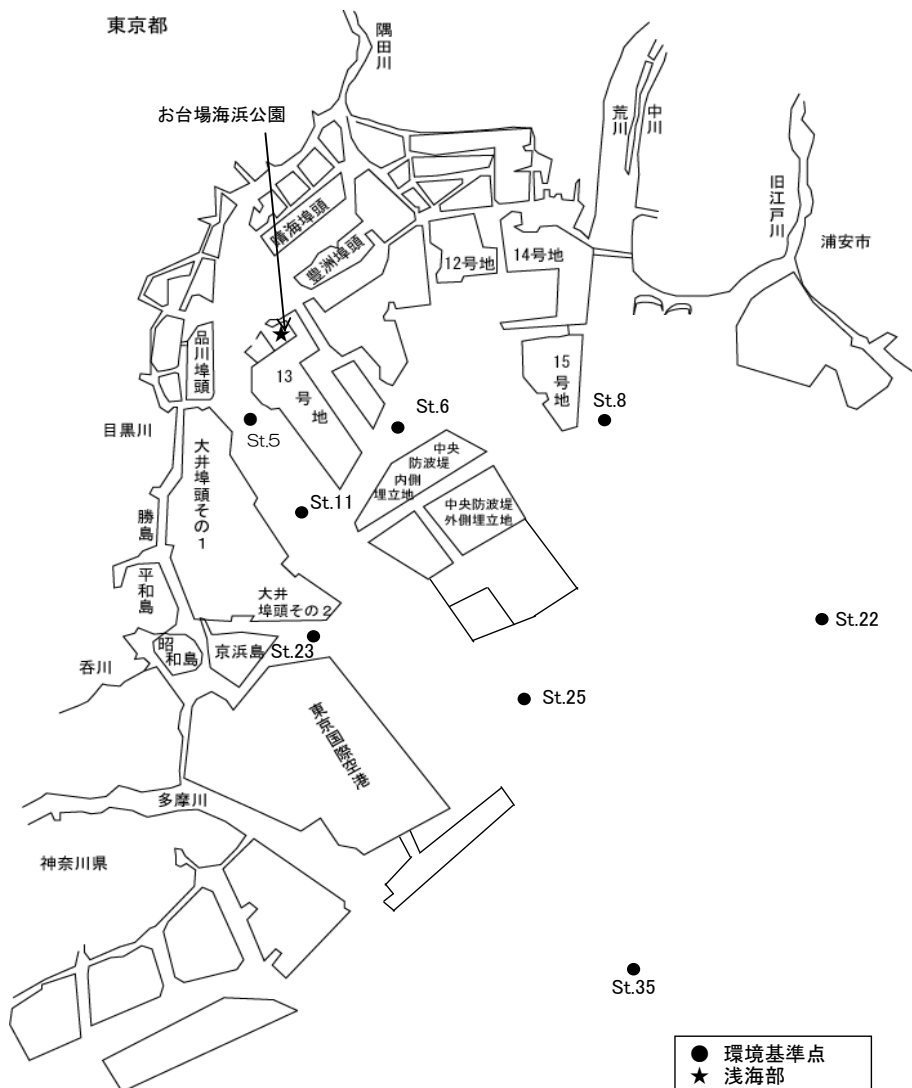 東京都
隅田川
お台場海浜公園
荒川
中川
旧江戸川
浦安市
晴海埠頭
豊洲埠頭
12号地
14号地
品川埠頭
13号地
15号地
St.5
St.6
St.8
目黒川
大井埠頭その1
中央
防波堤
内側
埋立地
中央防波堤
外側埋立地
St.11
勝島
平和島
大井
埠頭その2
St.22
昭和島
京浜島
St.23
呑川
St.25
東京国際空港
多摩川
神奈川県
St.35
● 環境基準点
★ 浅海部